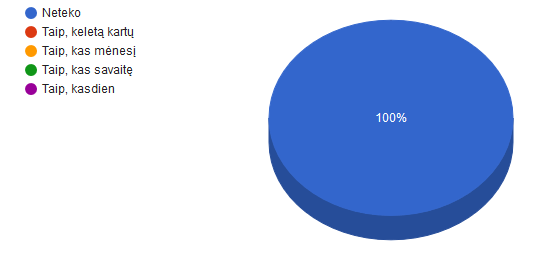 Neteko
Taip, keletą kartų
Taip, kas mėnesį
Taip, kas savaitę
Taip, kasdien
100%